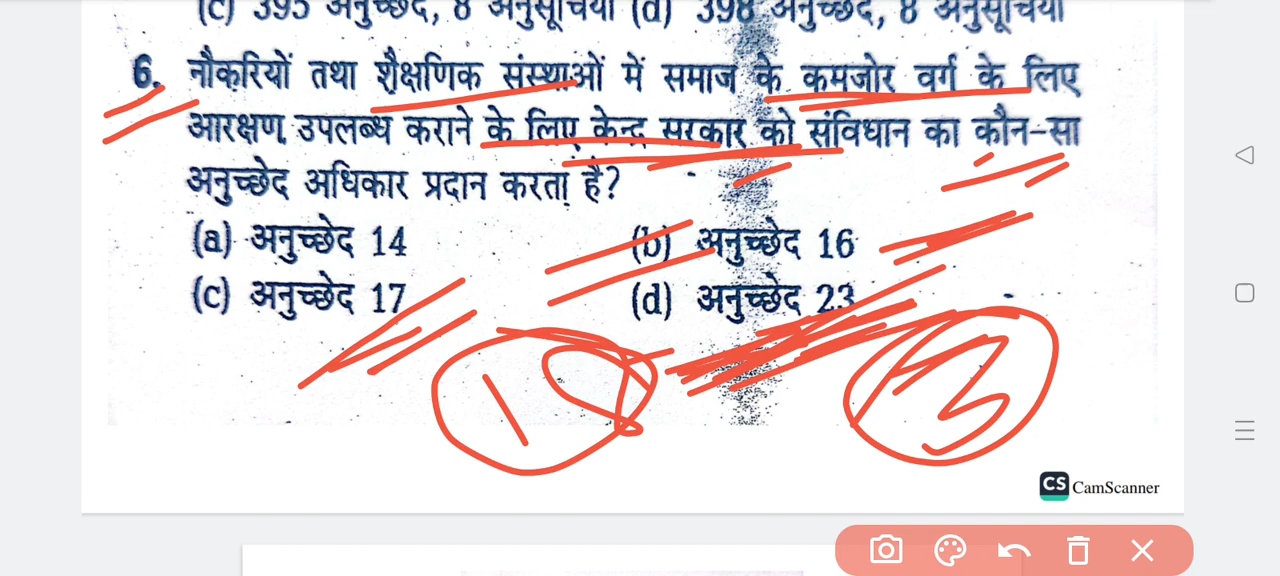 (c) 395 अनुच्छेद, 8 अनुसूचियाँ (d) 398 अनुच्छेद, 8 अनुसूचियाँ
6. नौकरियों तथा शैक्षणिक संस्थाओं में समाज के कमजोर वर्ग के लिए
आरक्षण उपलब्ध कराने के लिए केन्द्र सरकार को संविधान का कौन-सा
अनुच्छेद अधिकार प्रदान करता है?
(a) अनुच्छेद 14 (b) अनुच्छेद 16
(c) अनुच्छेद 17 (d) अनुच्छेद 23
3
CS CamScanner